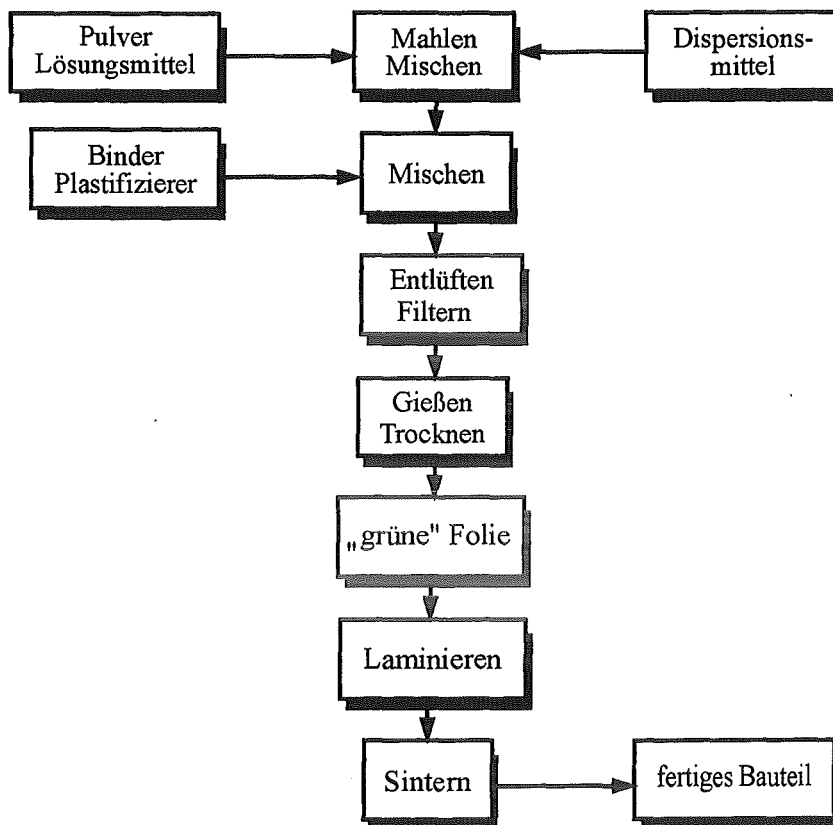 Pulver
Lösungsmittel
Mahlen
Mischen
Dispersions-
mittel
Binder
Plastifizierer
Mischen
Entlüften
Filtern
Gießen
Trocknen
„grüne" Folie
Laminieren
Sintern
fertiges Bauteil